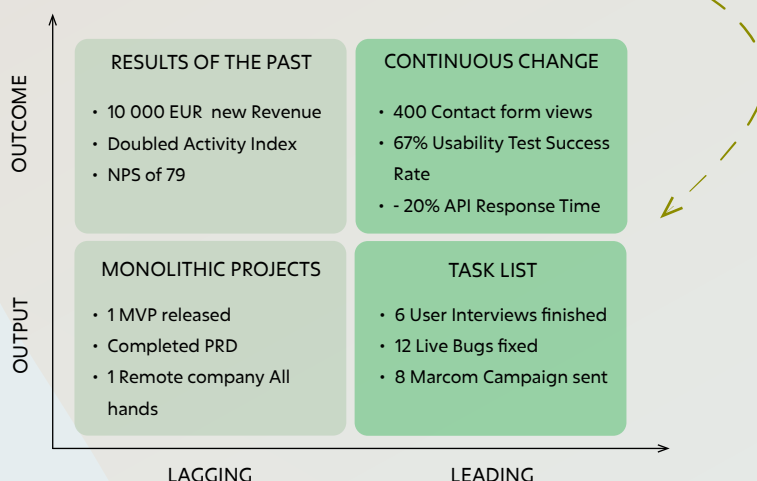 OUTCOME
RESULTS OF THE PAST
• 10 000 EUR new Revenue
• Doubled Activity Index
• NPS of 79
CONTINUOUS CHANGE
• 400 Contact form views
• 67% Usability Test Success
Rate
• - 20% API Response Time
OUTPUT
MONOLITHIC PROJECTS
• 1 MVP released
• Completed PRD
• 1 Remote company All
hands
TASK LIST
• 6 User Interviews finished
• 12 Live Bugs fixed
• 8 Marcom Campaign sent
LAGGING
LEADING